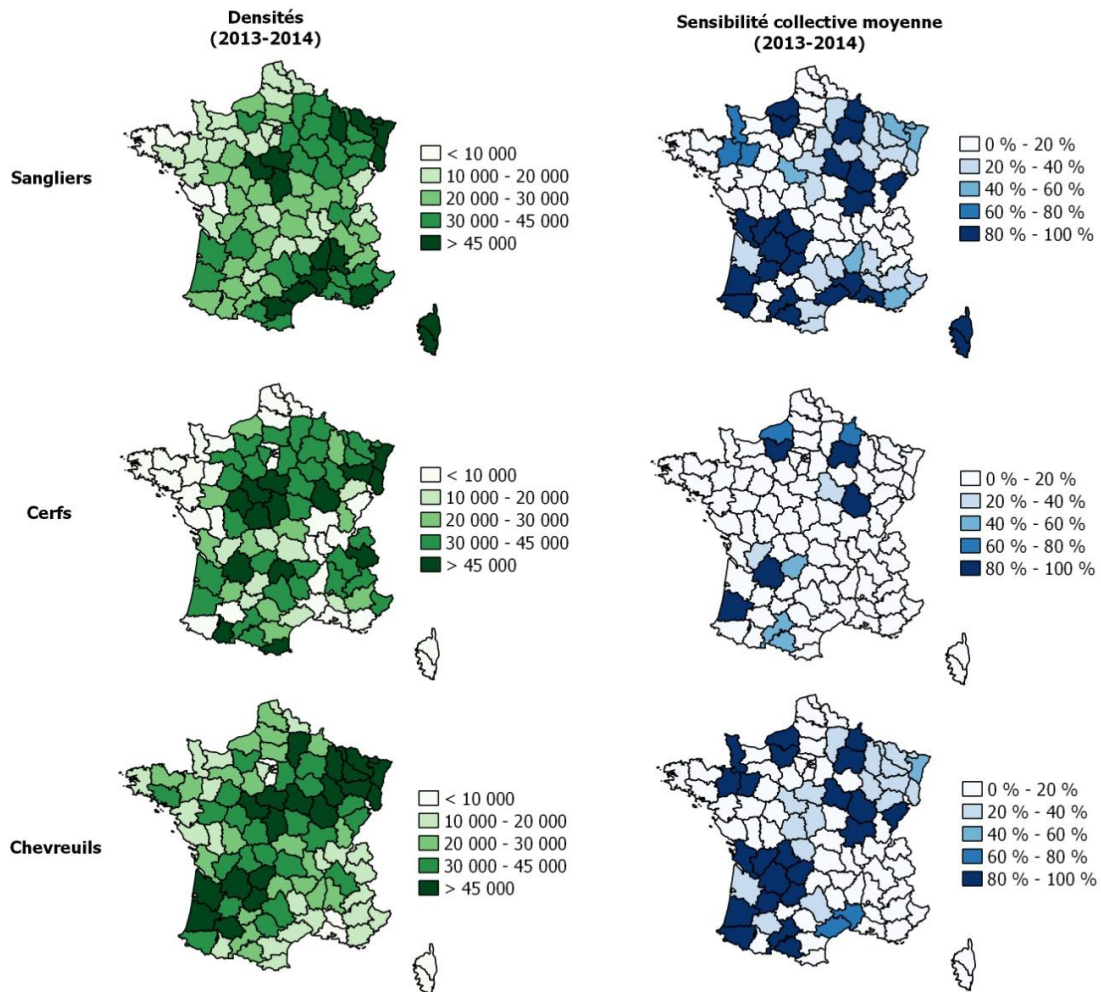 Densités
(2013-2014)
Sensibilité collective moyenne
(2013-2014)
Sangliers
< 10 000
10 000 - 20 000
20 000 - 30 000
30 000 - 45 000
> 45 000
0 % - 20 %
20 % - 40 %
40 % - 60 %
60 % - 80 %
80 % - 100 %
Cerfs
< 10 000
10 000 - 20 000
20 000 - 30 000
30 000 - 45 000
> 45 000
0 % - 20 %
20 % - 40 %
40 % - 60 %
60 % - 80 %
80 % - 100 %
Chevreuils
< 10 000
10 000 - 20 000
20 000 - 30 000
30 000 - 45 000
> 45 000
0 % - 20 %
20 % - 40 %
40 % - 60 %
60 % - 80 %
80 % - 100 %